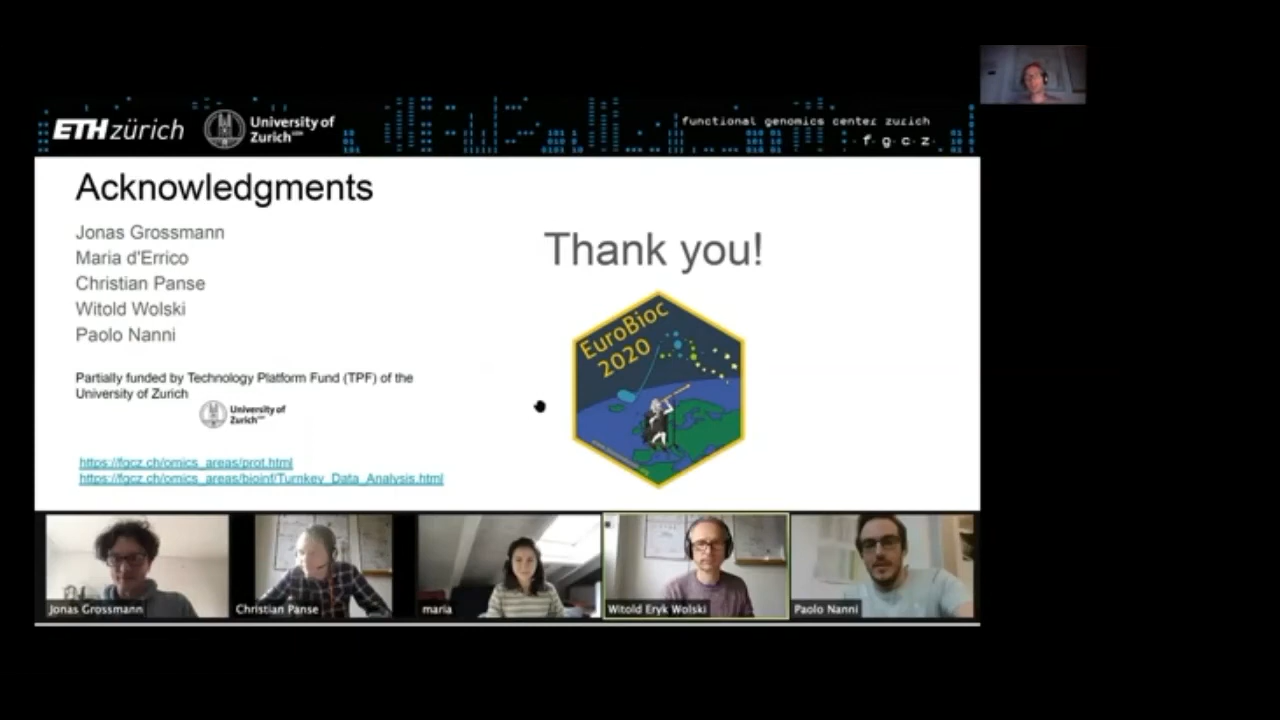 ETH zürich
University of
Zurich
functional genomics center zurich
f·g·c·z·
Acknowledgments
Jonas Grossmann
Maria d'Errico
Christian Panse
Witold Wolski
Paolo Nanni
Thank you!
EuroBioc
2020
Partially funded by Technology Platform Fund (TPF) of the
University of Zurich
University of
Zurich
https://fgcz.ch/omics_areas/prot.html
https://fgcz.ch/omics_areas/bioinf/Turnkey_Data_Analysis.html
Jonas Grossmann
Christian Panse
maria
Witold Eryk Wolski
Paolo Nanni